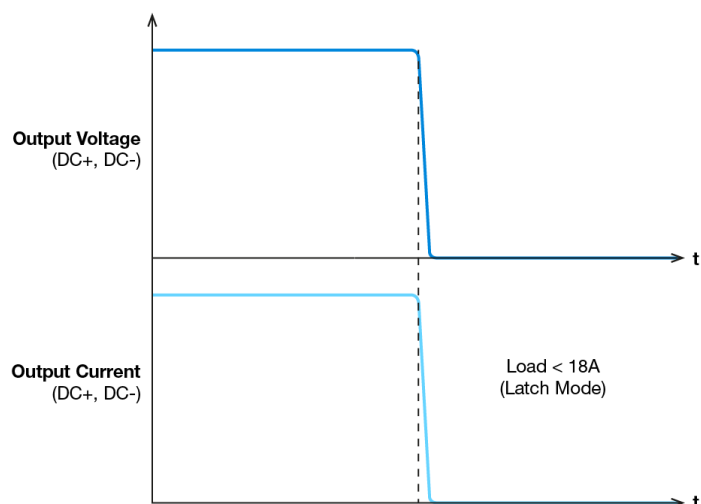 Output Voltage
(DC+, DC-)
t
Output Current
(DC+, DC-)
Load < 18A
(Latch Mode)
t